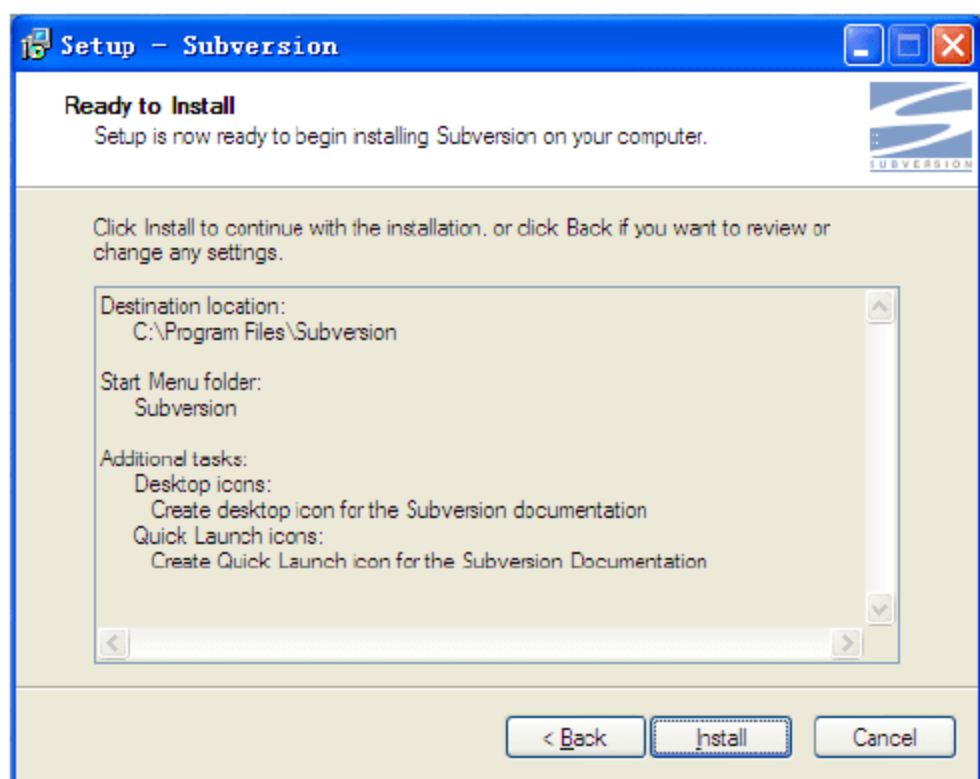 Setup - Subversion
Ready to Install
Setup is now ready to begin installing Subversion on your computer.
SUBVERSION
Click Install to continue with the installation, or click Back if you want to review or
change any settings.
Destination location:
C:\Program Files\Subversion
Start Menu folder:
Subversion
Additional tasks:
Desktop icons:
Create desktop icon for the Subversion documentation
Quick Launch icons:
Create Quick Launch icon for the Subversion Documentation
< Back
Install
Cancel